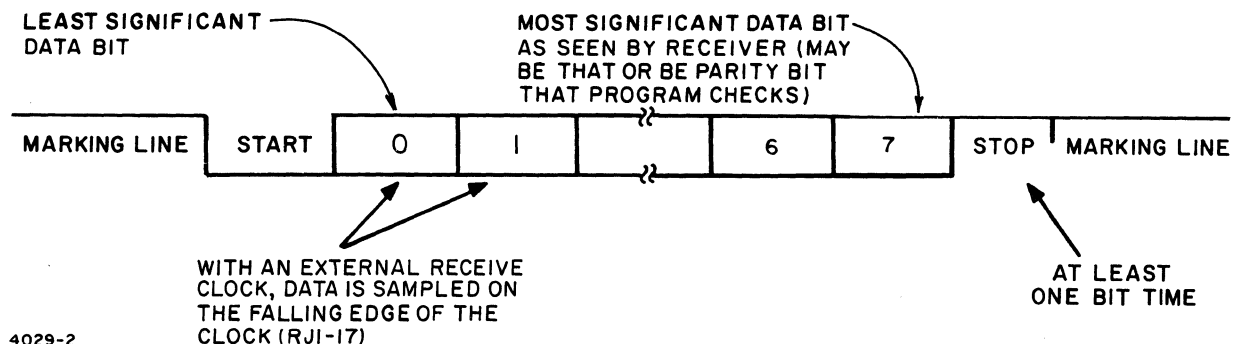 LEAST SIGNIFICANT
DATA BIT
MOST SIGNIFICANT DATA BIT
AS SEEN BY RECEIVER (MAY
BE THAT OR BE PARITY BIT
THAT PROGRAM CHECKS)
MARKING LINE START 0 1 6 7 STOP MARKING LINE
WITH AN EXTERNAL RECEIVE
CLOCK, DATA IS SAMPLED ON
THE FALLING EDGE OF THE
CLOCK (RJ1-17)
AT LEAST
ONE BIT TIME
4029-2